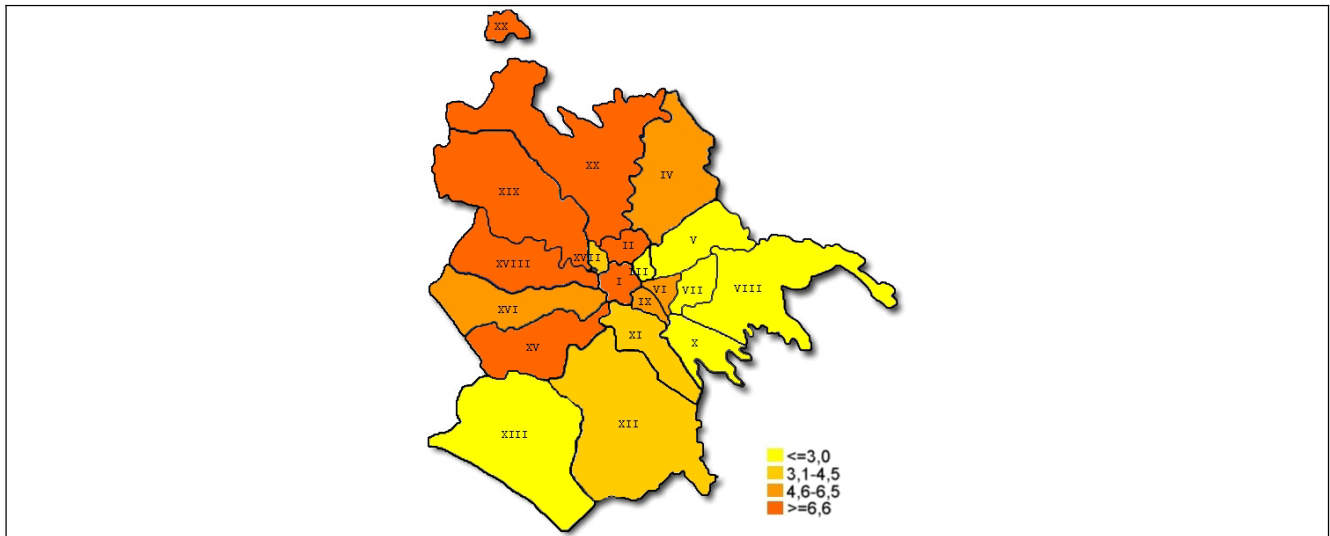 XX
XX
IV
XIX
II
V
XVII
XVIII
III
I
VI
VII
VIII
IX
XVI
XI
XV
X
XII
XIII
<=3,0
3,1-4,5
4,6-6,5
>=6,6